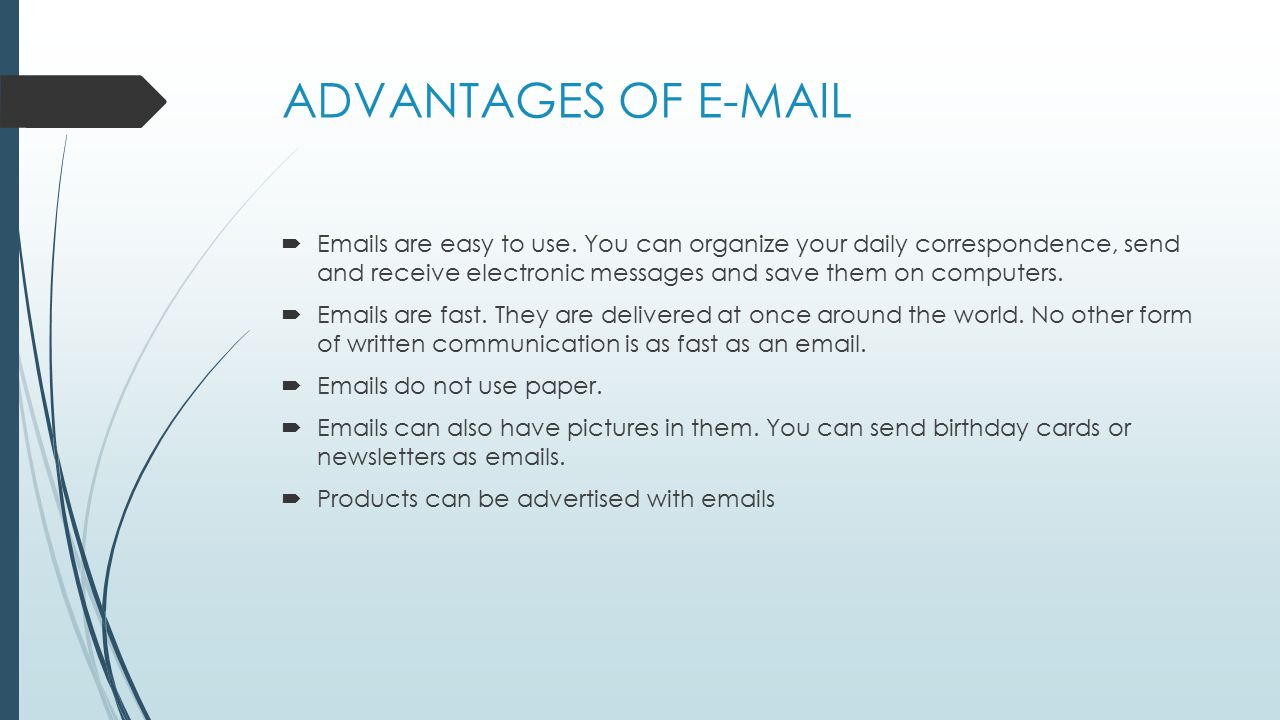 ADVANTAGES OF E-MAIL
Emails are easy to use. You can organize your daily correspondence, send
and receive electronic messages and save them on computers.
Emails are fast. They are delivered at once around the world. No other form
of written communication is as fast as an email.
Emails do not use paper.
Emails can also have pictures in them. You can send birthday cards or
newsletters as emails.
Products can be advertised with emails